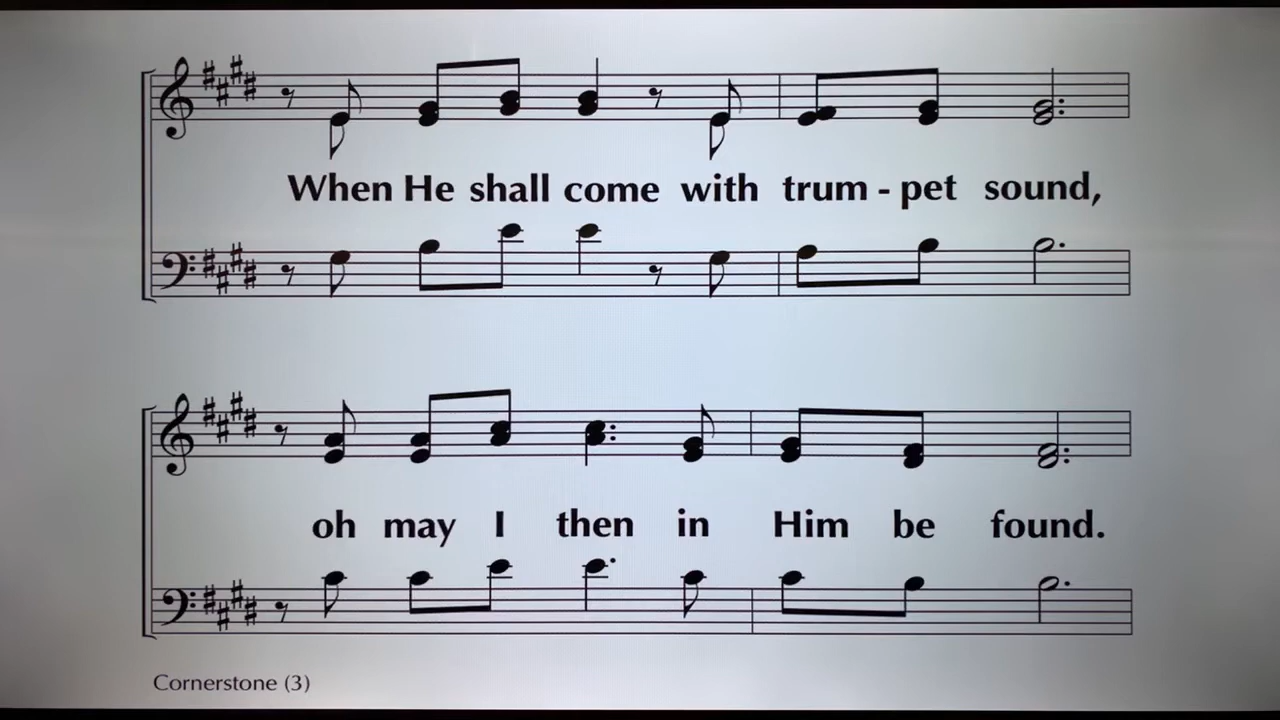 When He shall come with trum - pet sound,
oh may I then in Him be found.
Cornerstone (3)